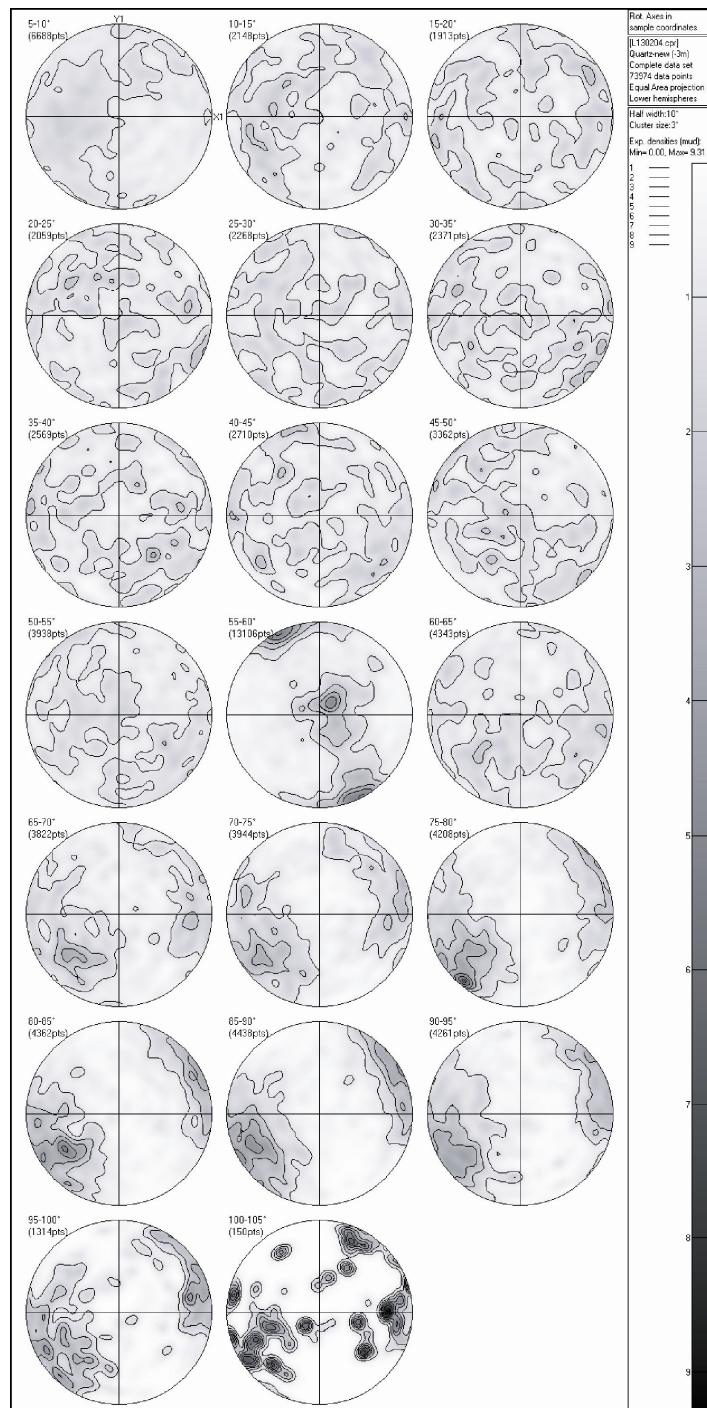 5-10°
(6688pts)
Y1
X1
10-15°
(2148pts)
15-20°
(1913pts)
20-25°
(2059pts)
25-30°
(2268pts)
30-35°
(2371pts)
35-40°
(2569pts)
40-45°
(2710pts)
45-50°
(3362pts)
50-55°
(3938pts)
55-60°
(13106pts)
60-65°
(4343pts)
65-70°
(3822pts)
70-75°
(3944pts)
75-80°
(4208pts)
80-85°
(4362pts)
85-90°
(4438pts)
90-95°
(4261pts)
95-100°
(1314pts)
100-105°
(150pts)
Rot. Axes in
sample coordinates
[L130204.cpr]
Quartz-new (-3m)
Complete data set
73974 data points
Equal Area projection
Lower hemispheres
Half width:10°
Cluster size:3°
Exp. densities (mud):
Min= 0.00, Max= 9.31
1
2
3
4
5
6
7
8
9
1
2
3
4
5
6
7
8
9